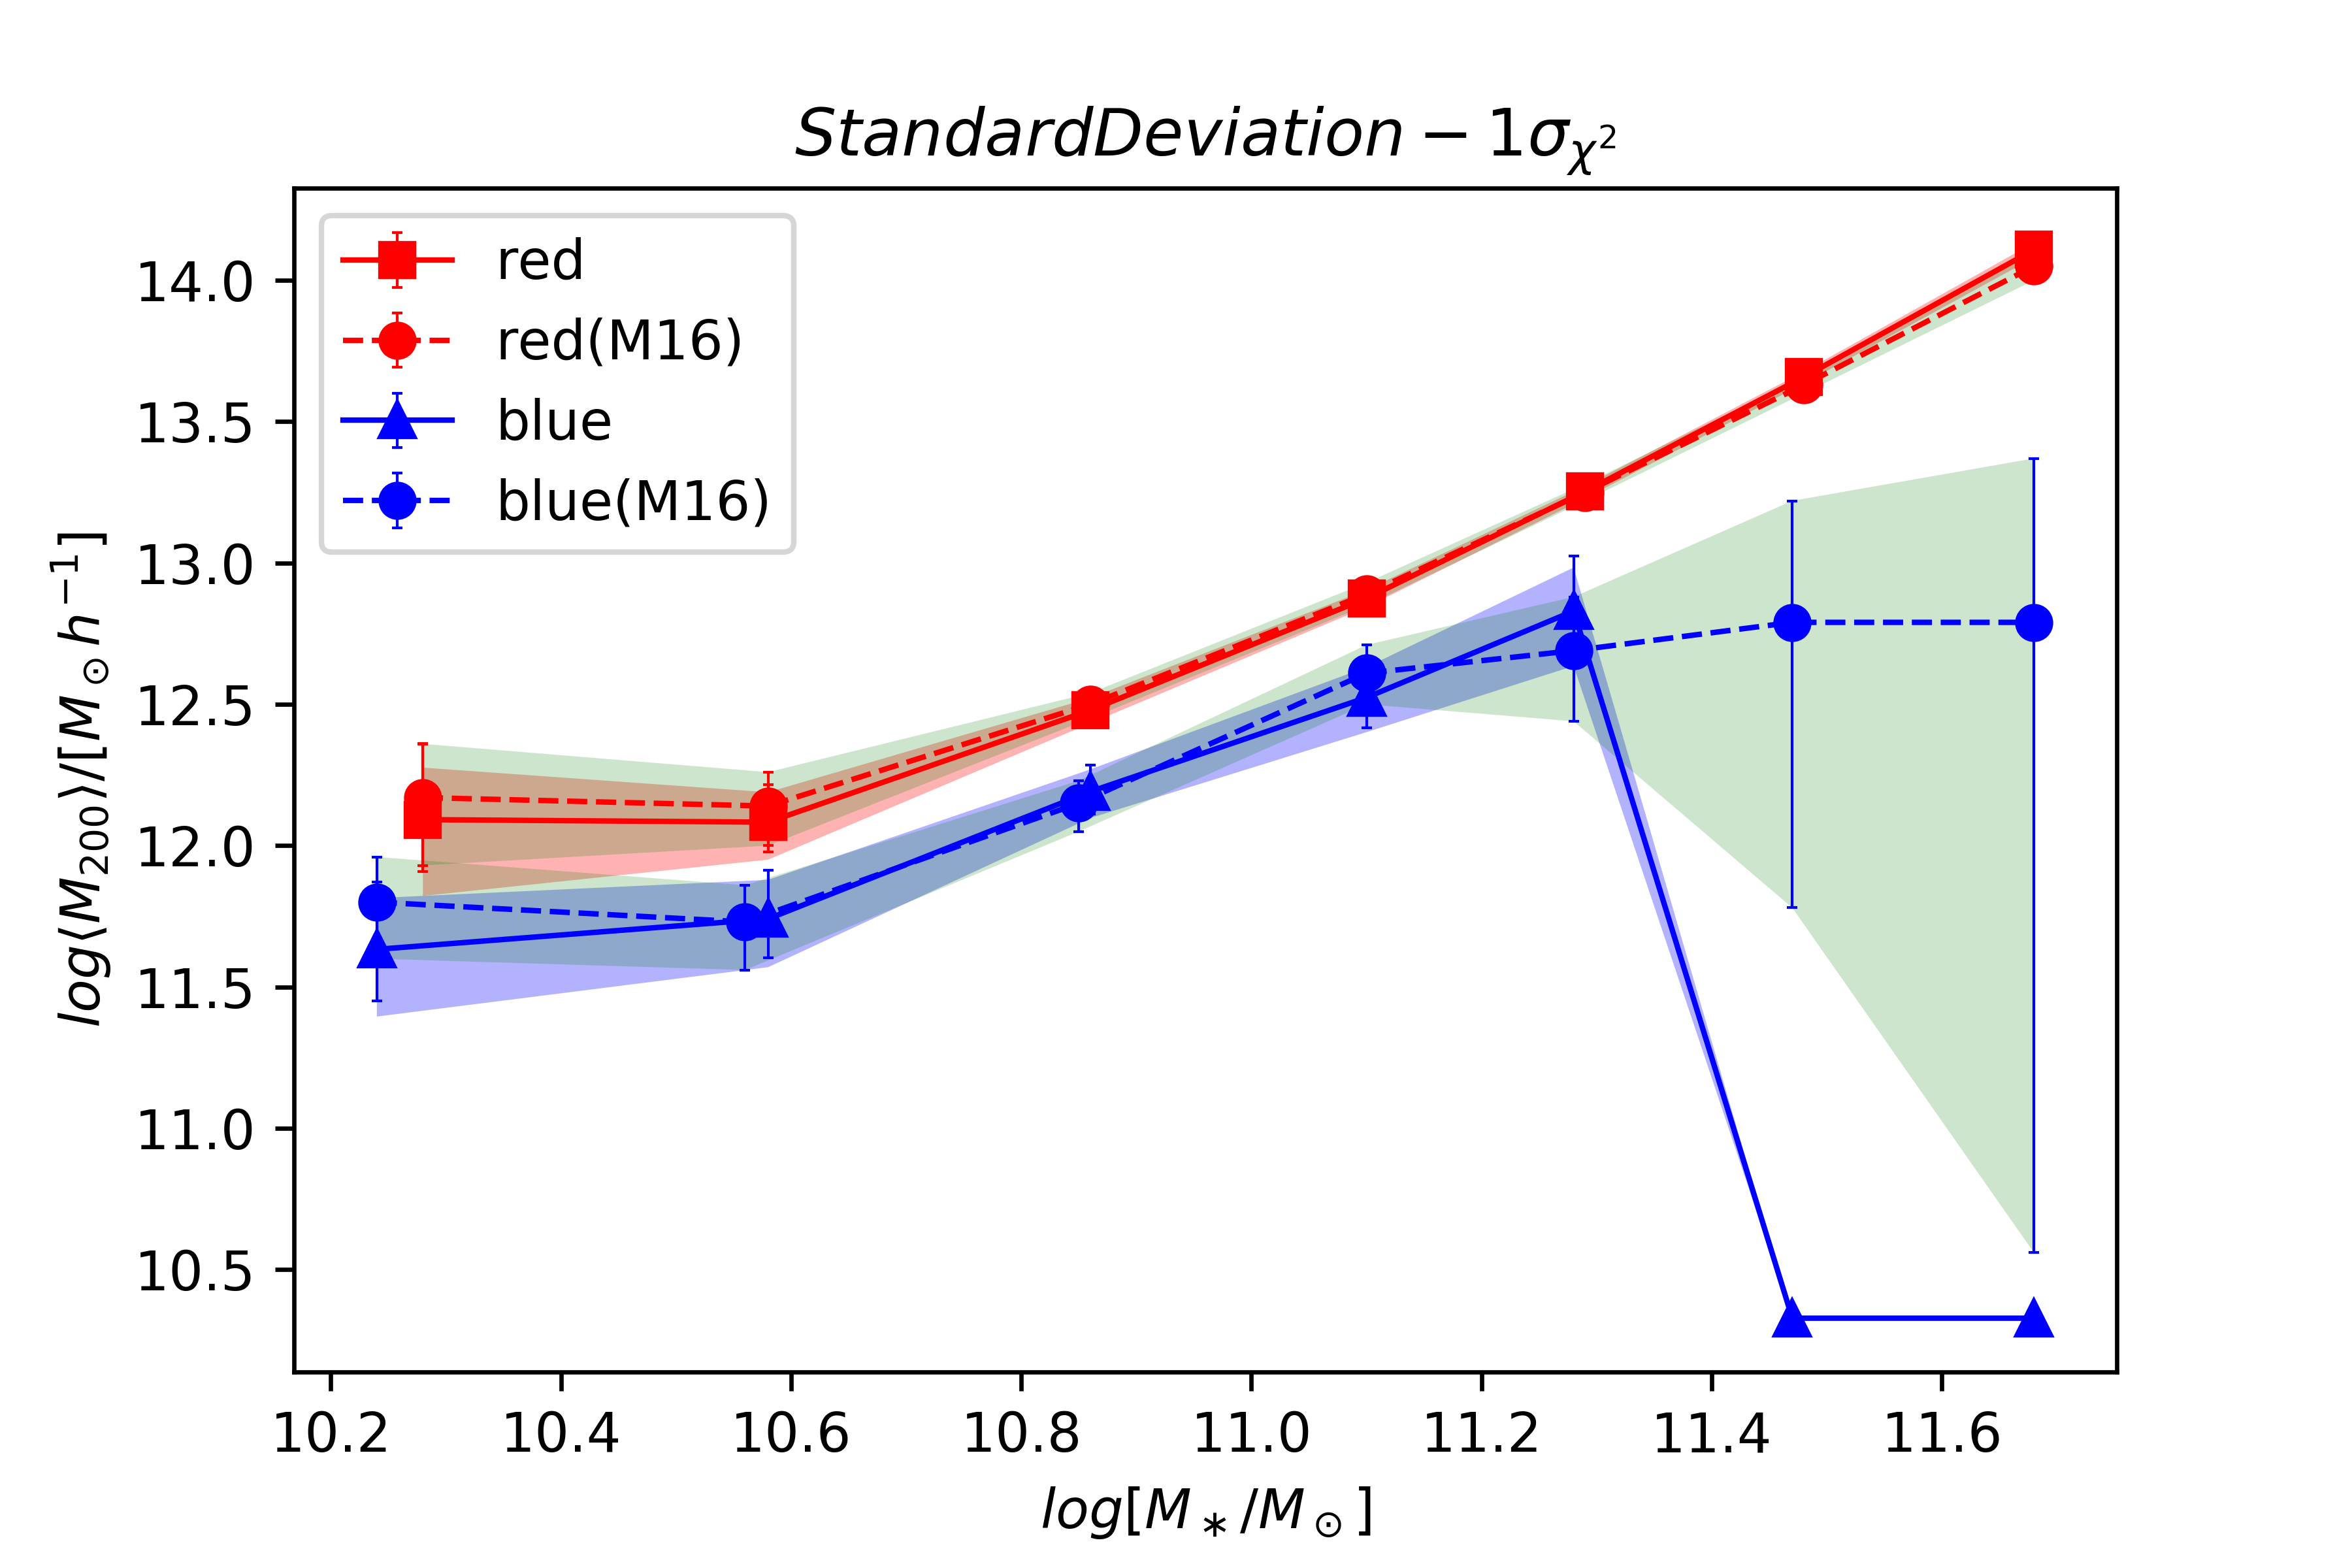 StandardDeviation − 1σ_χ²
red
red(M16)
blue
blue(M16)
log⟨M₂₀₀⟩/[M⊙h⁻¹]
14.0
13.5
13.0
12.5
12.0
11.5
11.0
10.5
10.2 10.4 10.6 10.8 11.0 11.2 11.4 11.6
log[M∗/M⊙]